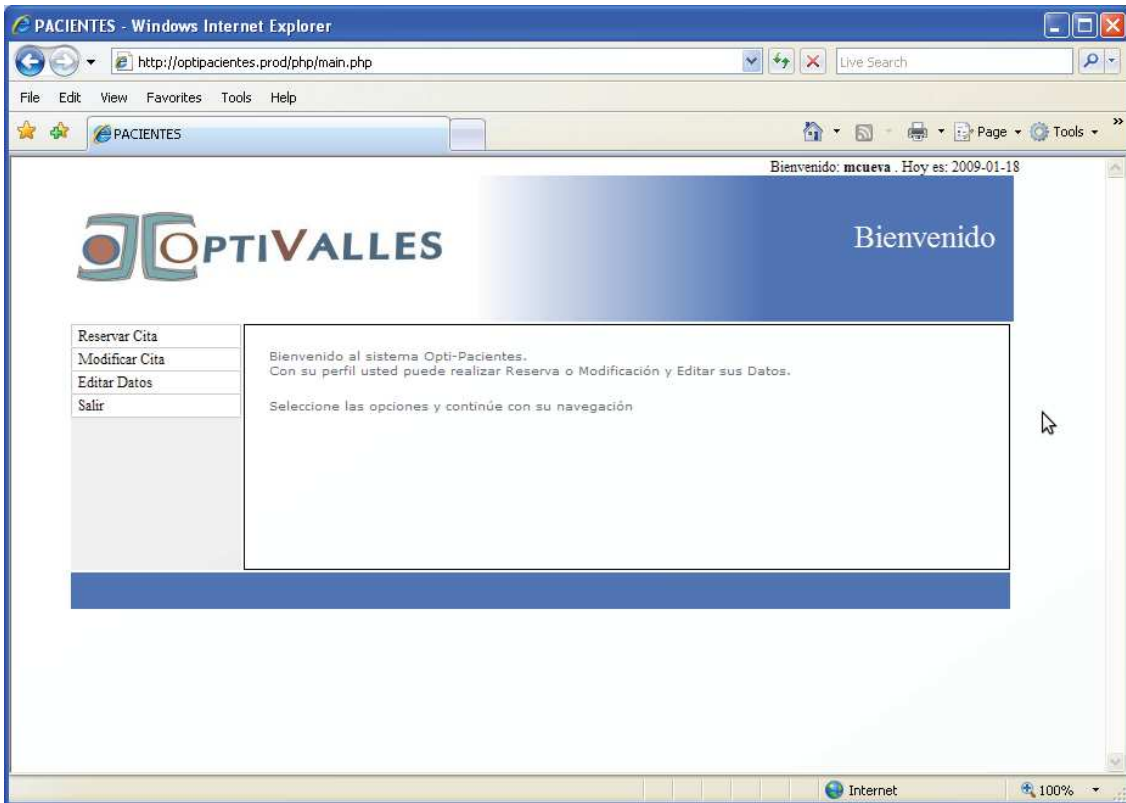 PACIENTES - Windows Internet Explorer
http://optipacientes.prod/php/main.php
Live Search
File Edit View Favorites Tools Help
PACIENTES
Page Tools »
Bienvenido: mcueva . Hoy es: 2009-01-18
OPTIVALLES
Bienvenido
Reservar Cita
Modificar Cita
Editar Datos
Salir
Bienvenido al sistema Opti-Pacientes.
Con su perfil usted puede realizar Reserva o Modificación y Editar sus Datos.
Seleccione las opciones y continúe con su navegación
Internet
100%